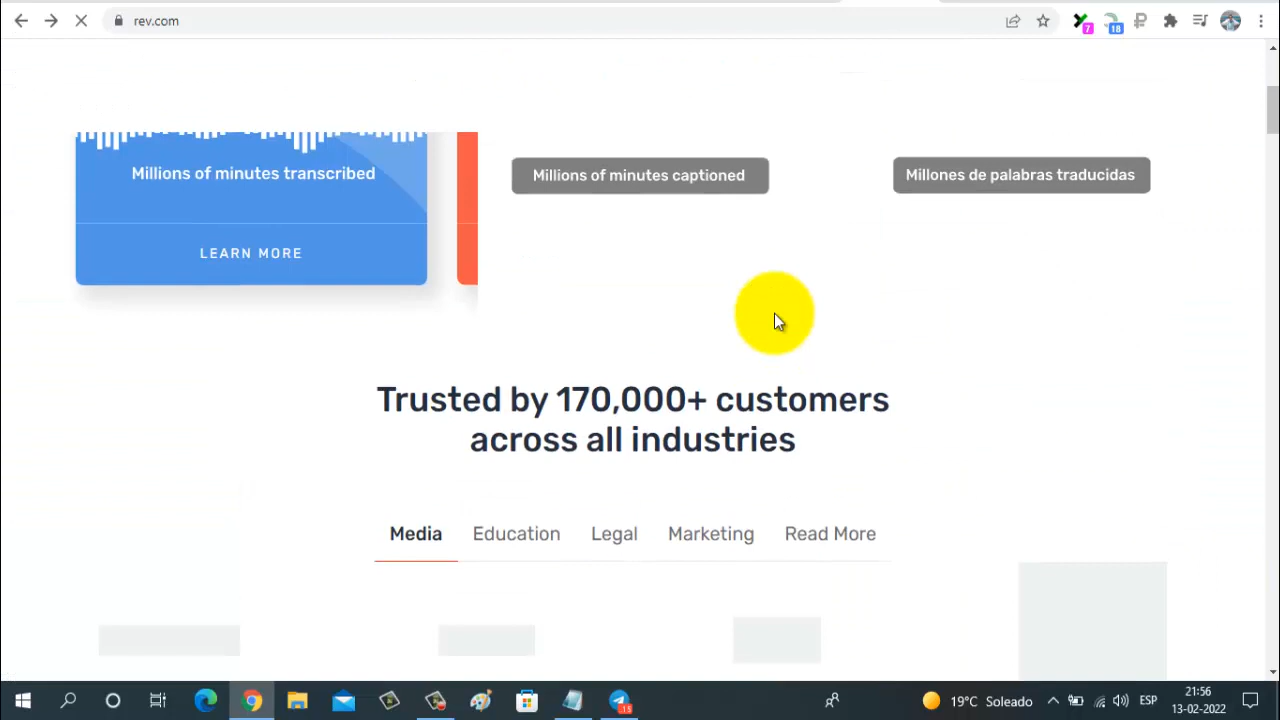 rev.com
7
18
Millions of minutes transcribed
LEARN MORE
Millions of minutes captioned
Millones de palabras traducidas
Trusted by 170,000+ customers
across all industries
Media Education Legal Marketing Read More
19°C Soleado
ESP
21:56
13-02-2022